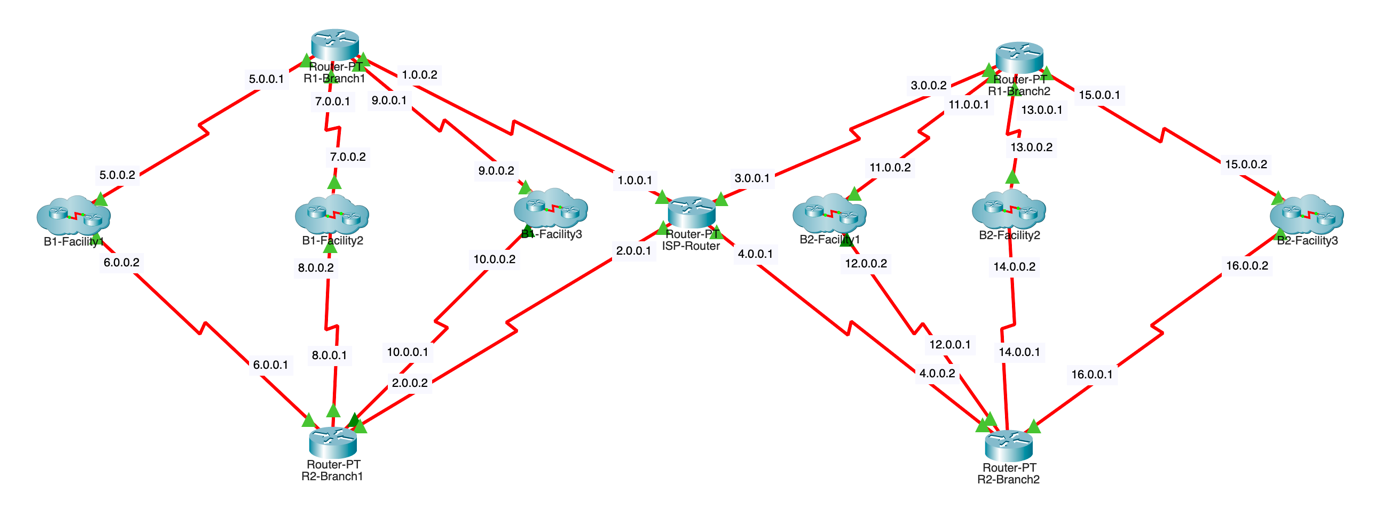 Router-PT
R1-Branch1
Router-PT
R1-Branch2
5.0.0.1
7.0.0.1
9.0.0.1
1.0.0.2
3.0.0.2
11.0.0.1
13.0.0.1
15.0.0.1
5.0.0.2
7.0.0.2
9.0.0.2
1.0.0.1
3.0.0.1
11.0.0.2
13.0.0.2
15.0.0.2
B1-Facility1
B1-Facility2
B1-Facility3
Router-PT
ISP-Router
B2-Facility1
B2-Facility2
B2-Facility3
6.0.0.2
8.0.0.2
10.0.0.2
2.0.0.1
4.0.0.1
12.0.0.2
14.0.0.2
16.0.0.2
6.0.0.1
8.0.0.1
10.0.0.1
2.0.0.2
12.0.0.1
4.0.0.2
14.0.0.1
16.0.0.1
Router-PT
R2-Branch1
Router-PT
R2-Branch2